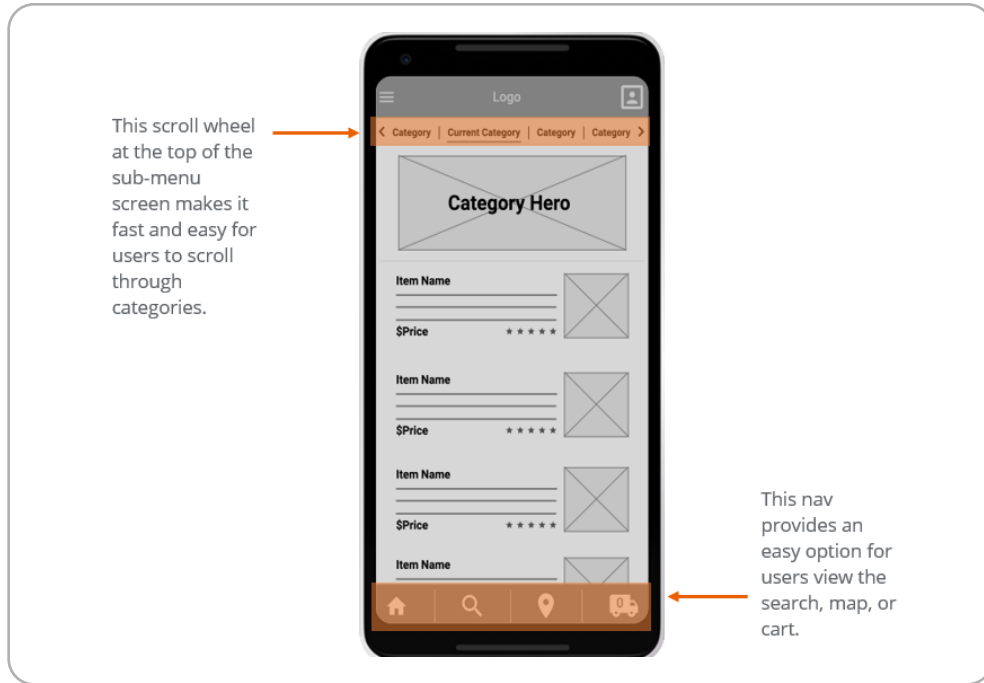 Logo
This scroll wheel
at the top of the
sub-menu
screen makes it
fast and easy for
users to scroll
through
categories.
< Category | Current Category | Category | Category >
Category Hero
Item Name
$Price ★ ★ ★ ★ ★
Item Name
$Price ★ ★ ★ ★ ★
Item Name
$Price ★ ★ ★ ★ ★
Item Name
0
This nav
provides an
easy option for
users view the
search, map, or
cart.